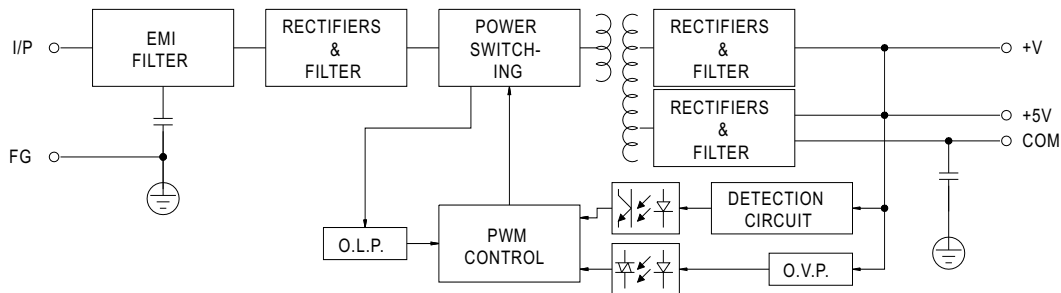 I/P
EMI
FILTER
RECTIFIERS
&
FILTER
POWER
SWITCH-
ING
RECTIFIERS
&
FILTER
+V
RECTIFIERS
&
FILTER
+5V
COM
FG
O.L.P.
PWM
CONTROL
DETECTION
CIRCUIT
O.V.P.